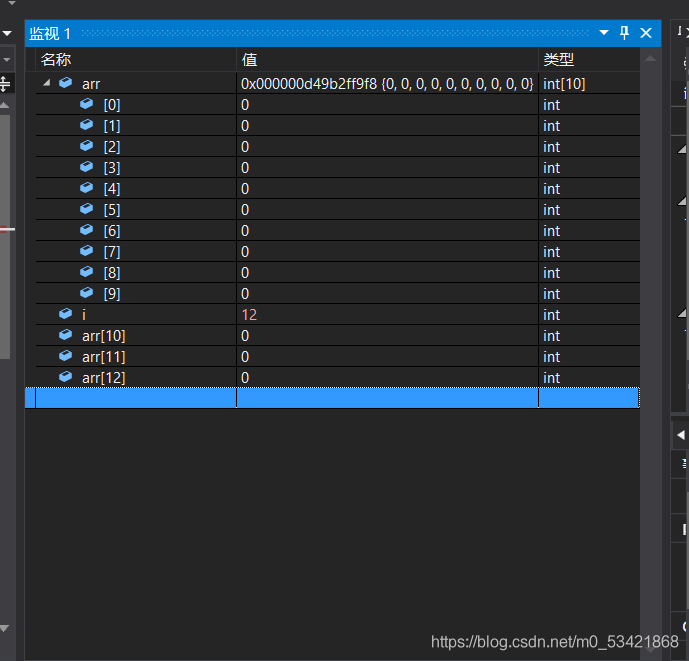 监视 1
名称 值 类型
arr 0x000000d49b2ff9f8 {0, 0, 0, 0, 0, 0, 0, 0, 0, 0} int[10]
[0] 0 int
[1] 0 int
[2] 0 int
[3] 0 int
[4] 0 int
[5] 0 int
[6] 0 int
[7] 0 int
[8] 0 int
[9] 0 int
i 12 int
arr[10] 0 int
arr[11] 0 int
arr[12] 0 int
https://blog.csdn.net/m0_53421868